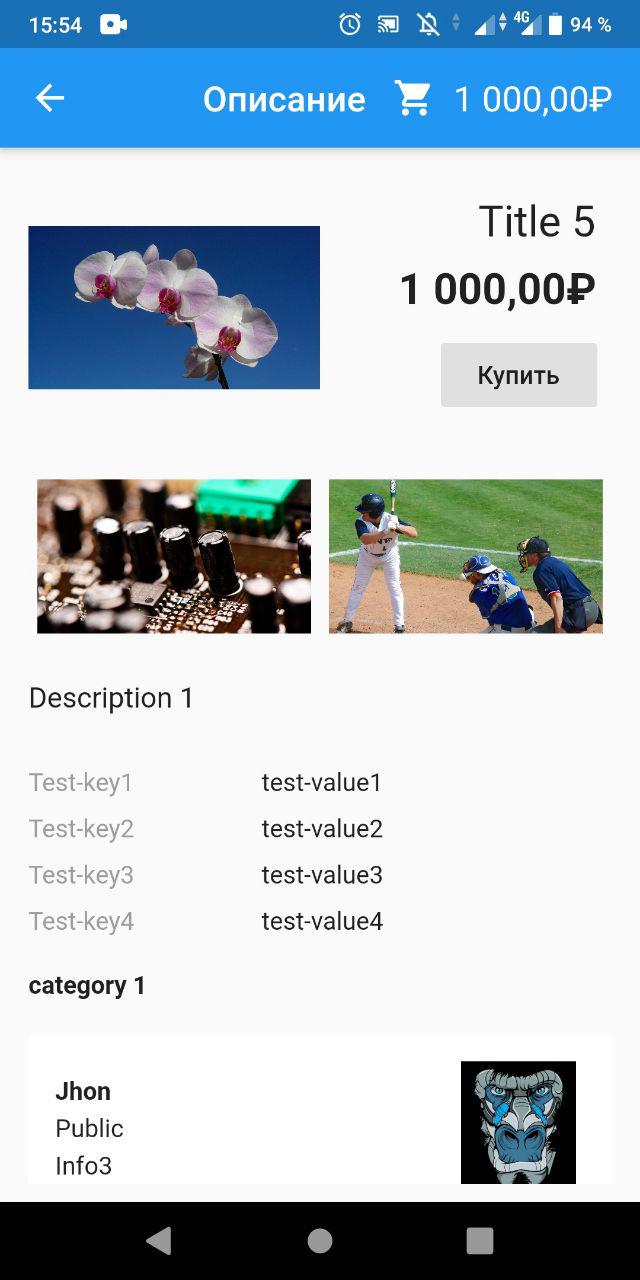 15:54 4G 94 %
Описание 1 000,00₽
Title 5
1 000,00₽
Купить
Description 1
Test-key1 test-value1
Test-key2 test-value2
Test-key3 test-value3
Test-key4 test-value4
category 1
Jhon
Public
Info3